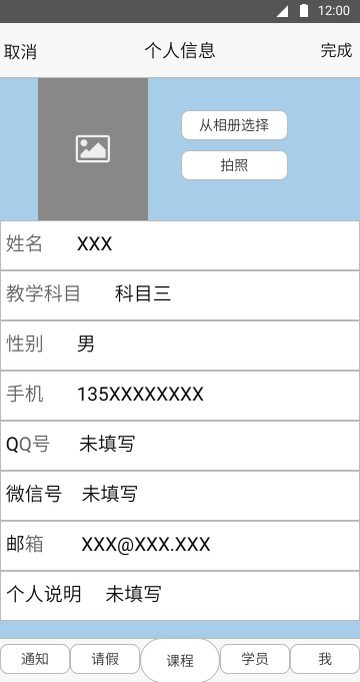 12:00
取消 个人信息 完成
从相册选择
拍照
姓名 XXX
教学科目 科目三
性别 男
手机 135XXXXXXXX
QQ号 未填写
微信号 未填写
邮箱 XXX@XXX.XXX
个人说明 未填写
通知 请假 课程 学员 我